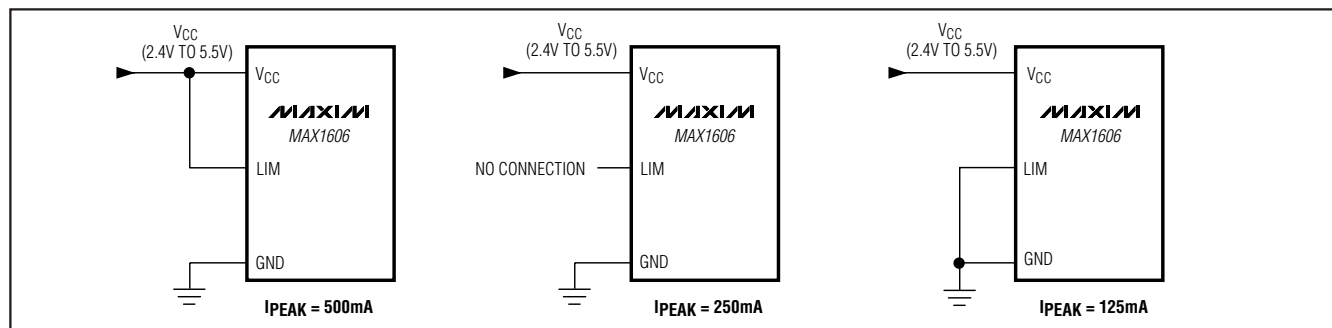 VCC
(2.4V TO 5.5V)
VCC
MAXIM
MAX1606
LIM
GND
IPEAK = 500mA
VCC
(2.4V TO 5.5V)
VCC
MAXIM
MAX1606
NO CONNECTION
LIM
GND
IPEAK = 250mA
VCC
(2.4V TO 5.5V)
VCC
MAXIM
MAX1606
LIM
GND
IPEAK = 125mA